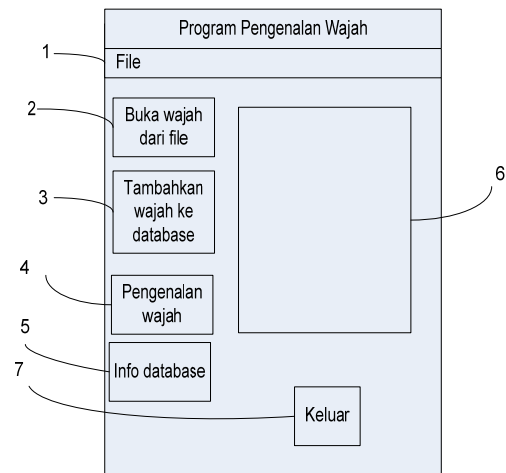 Program Pengenalan Wajah
1
File
2
Buka wajah
dari file
3
Tambahkan
wajah ke
database
6
4
Pengenalan
wajah
5
Info database
7
Keluar